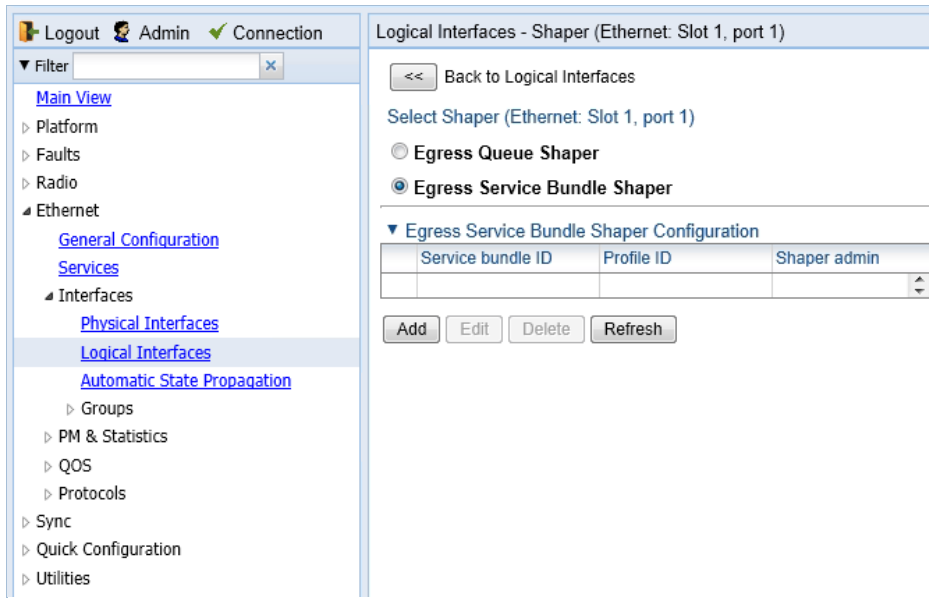 Logout Admin Connection
Filter
Main View
Platform
Faults
Radio
Ethernet
General Configuration
Services
Interfaces
Physical Interfaces
Logical Interfaces
Automatic State Propagation
Groups
PM & Statistics
QOS
Protocols
Sync
Quick Configuration
Utilities
Logical Interfaces - Shaper (Ethernet: Slot 1, port 1)
<< Back to Logical Interfaces
Select Shaper (Ethernet: Slot 1, port 1)
Egress Queue Shaper
Egress Service Bundle Shaper
Egress Service Bundle Shaper Configuration
Service bundle ID Profile ID Shaper admin
Add Edit Delete Refresh